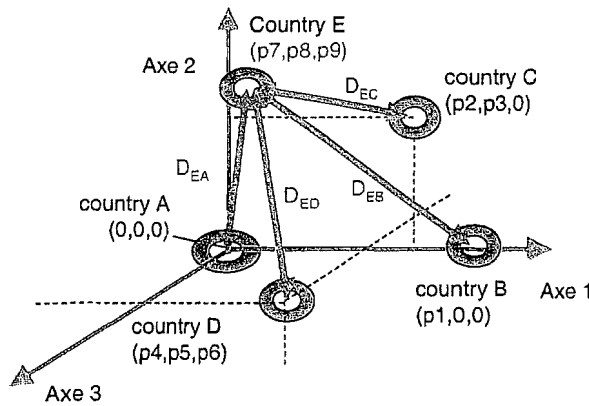 Country E
(p7,p8,p9)
Axe 2
country C
(p2,p3,0)
D_EC
D_EA
D_ED
D_EB
country A
(0,0,0)
country B
(p1,0,0)
Axe 1
country D
(p4,p5,p6)
Axe 3